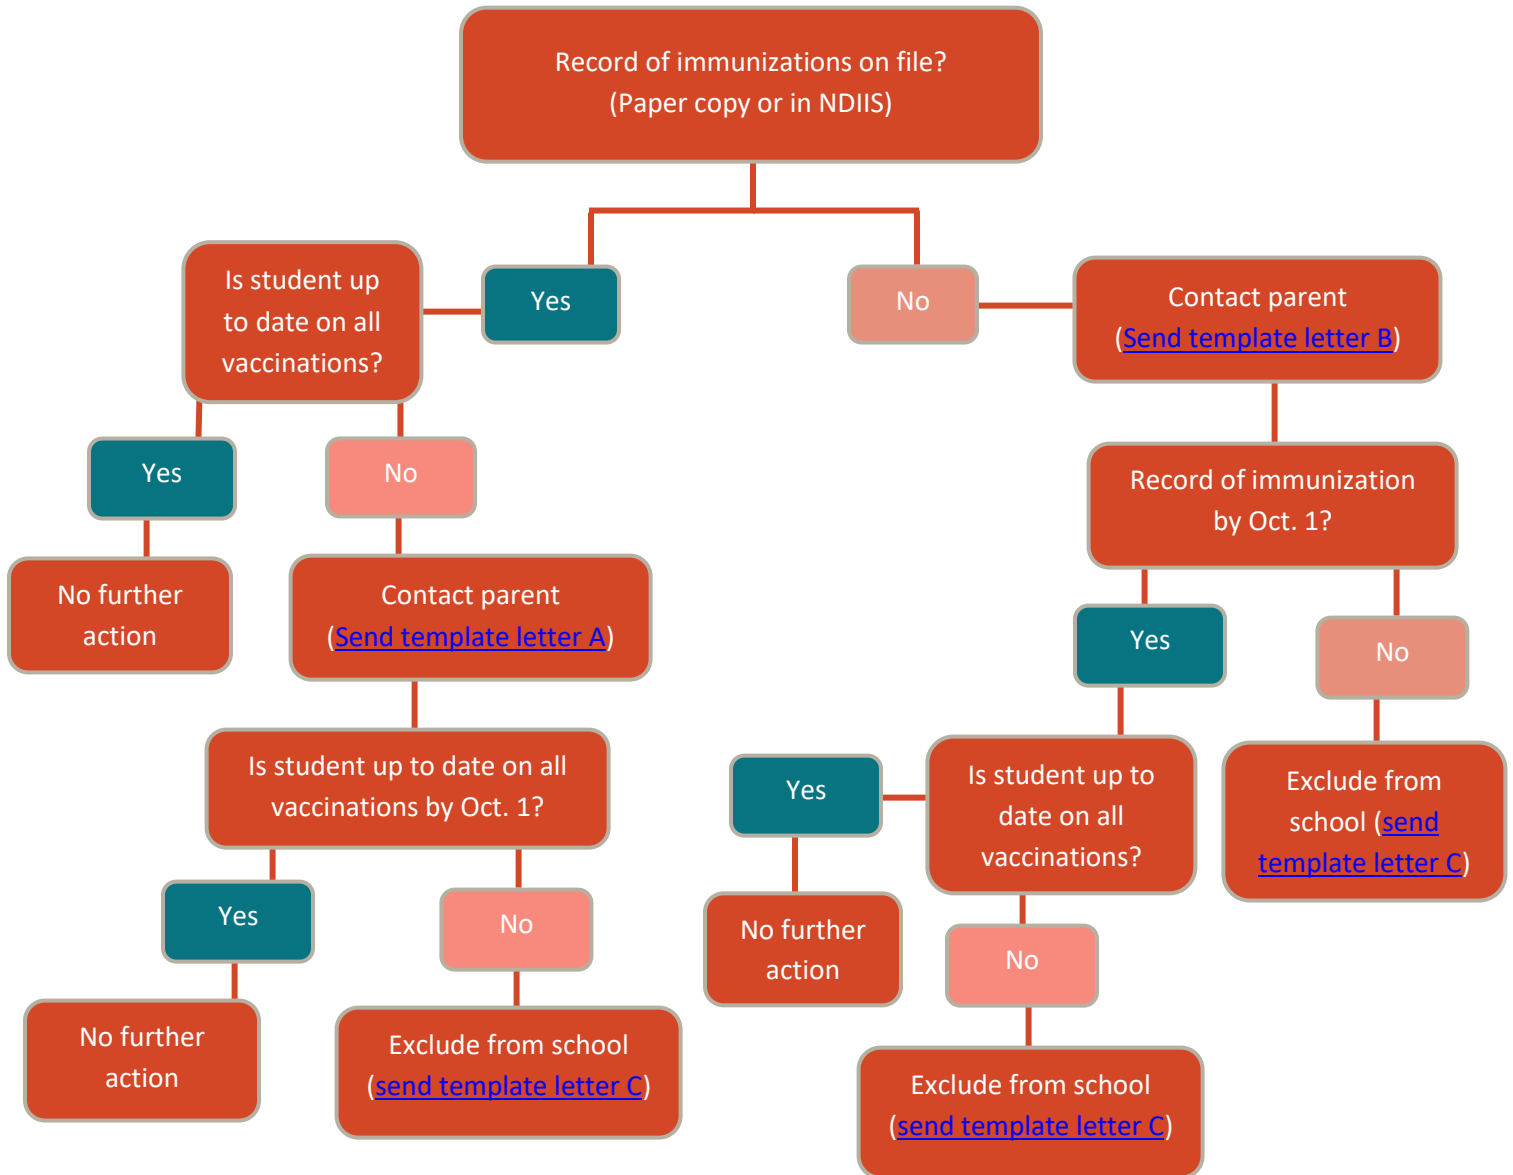 Record of immunizations on file?
(Paper copy or in NDIIS)
Is student up
to date on all
vaccinations?
Yes
No
Contact parent
(Send template letter B)
Yes
No
Record of immunization
by Oct. 1?
No further
action
Contact parent
(Send template letter A)
Yes
No
Is student up to date on all
vaccinations by Oct. 1?
Yes
Is student up to
date on all
vaccinations?
Exclude from
school (send
template letter C)
Yes
No
No further
action
No
No further
action
Exclude from school
(send template letter C)
Exclude from school
(send template letter C)